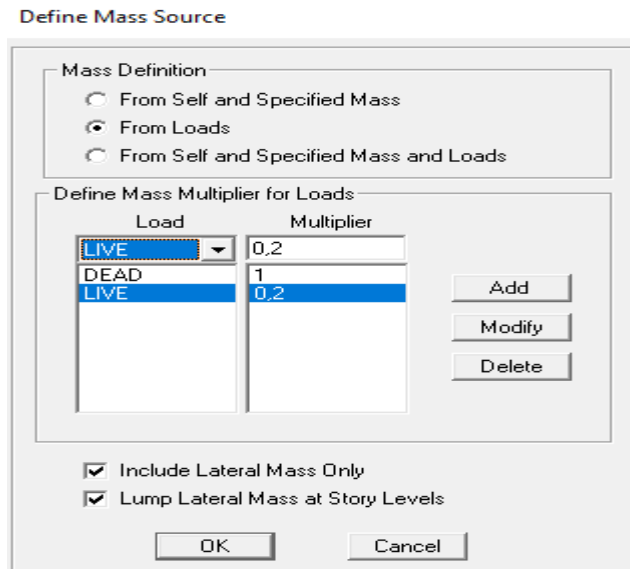 Define Mass Source
Mass Definition
From Self and Specified Mass
From Loads
From Self and Specified Mass and Loads
Define Mass Multiplier for Loads
Load Multiplier
LIVE 0,2
DEAD 1
LIVE 0,2
Add
Modify
Delete
Include Lateral Mass Only
Lump Lateral Mass at Story Levels
OK Cancel